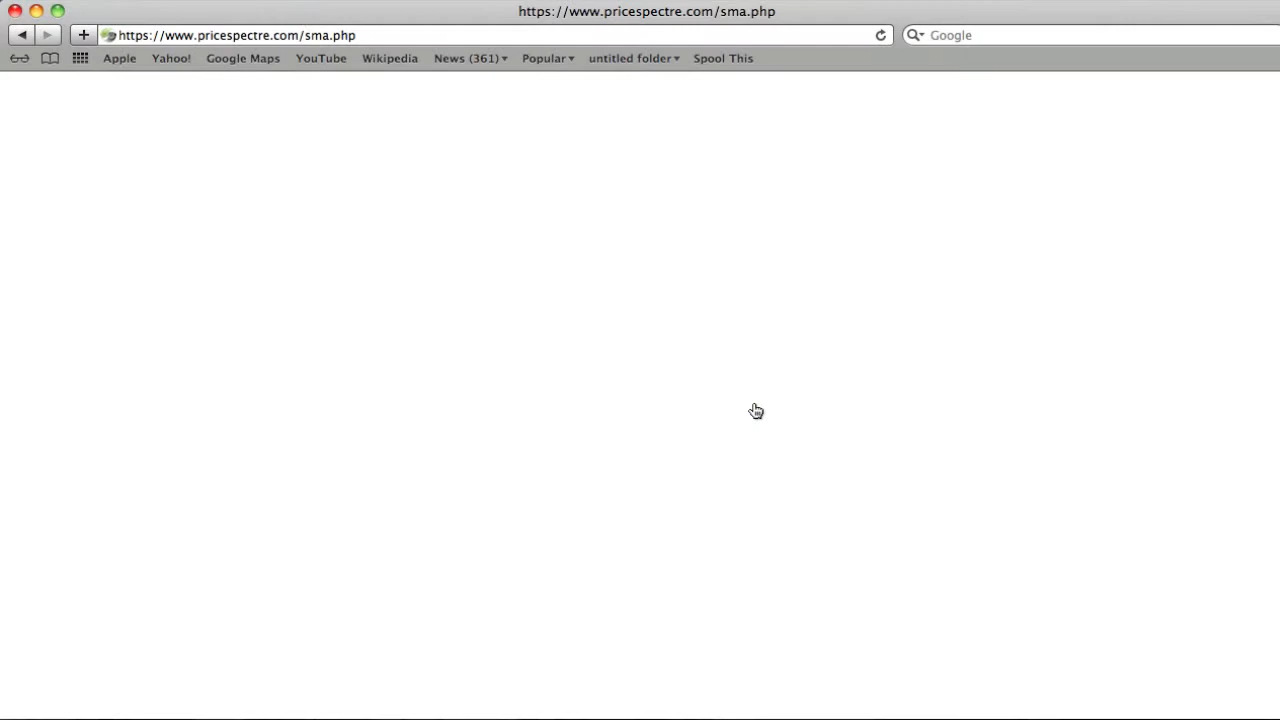 https://www.pricespectre.com/sma.php
https://www.pricespectre.com/sma.php Google
Apple Yahoo! Google Maps YouTube Wikipedia News (361) Popular untitled folder Spool This